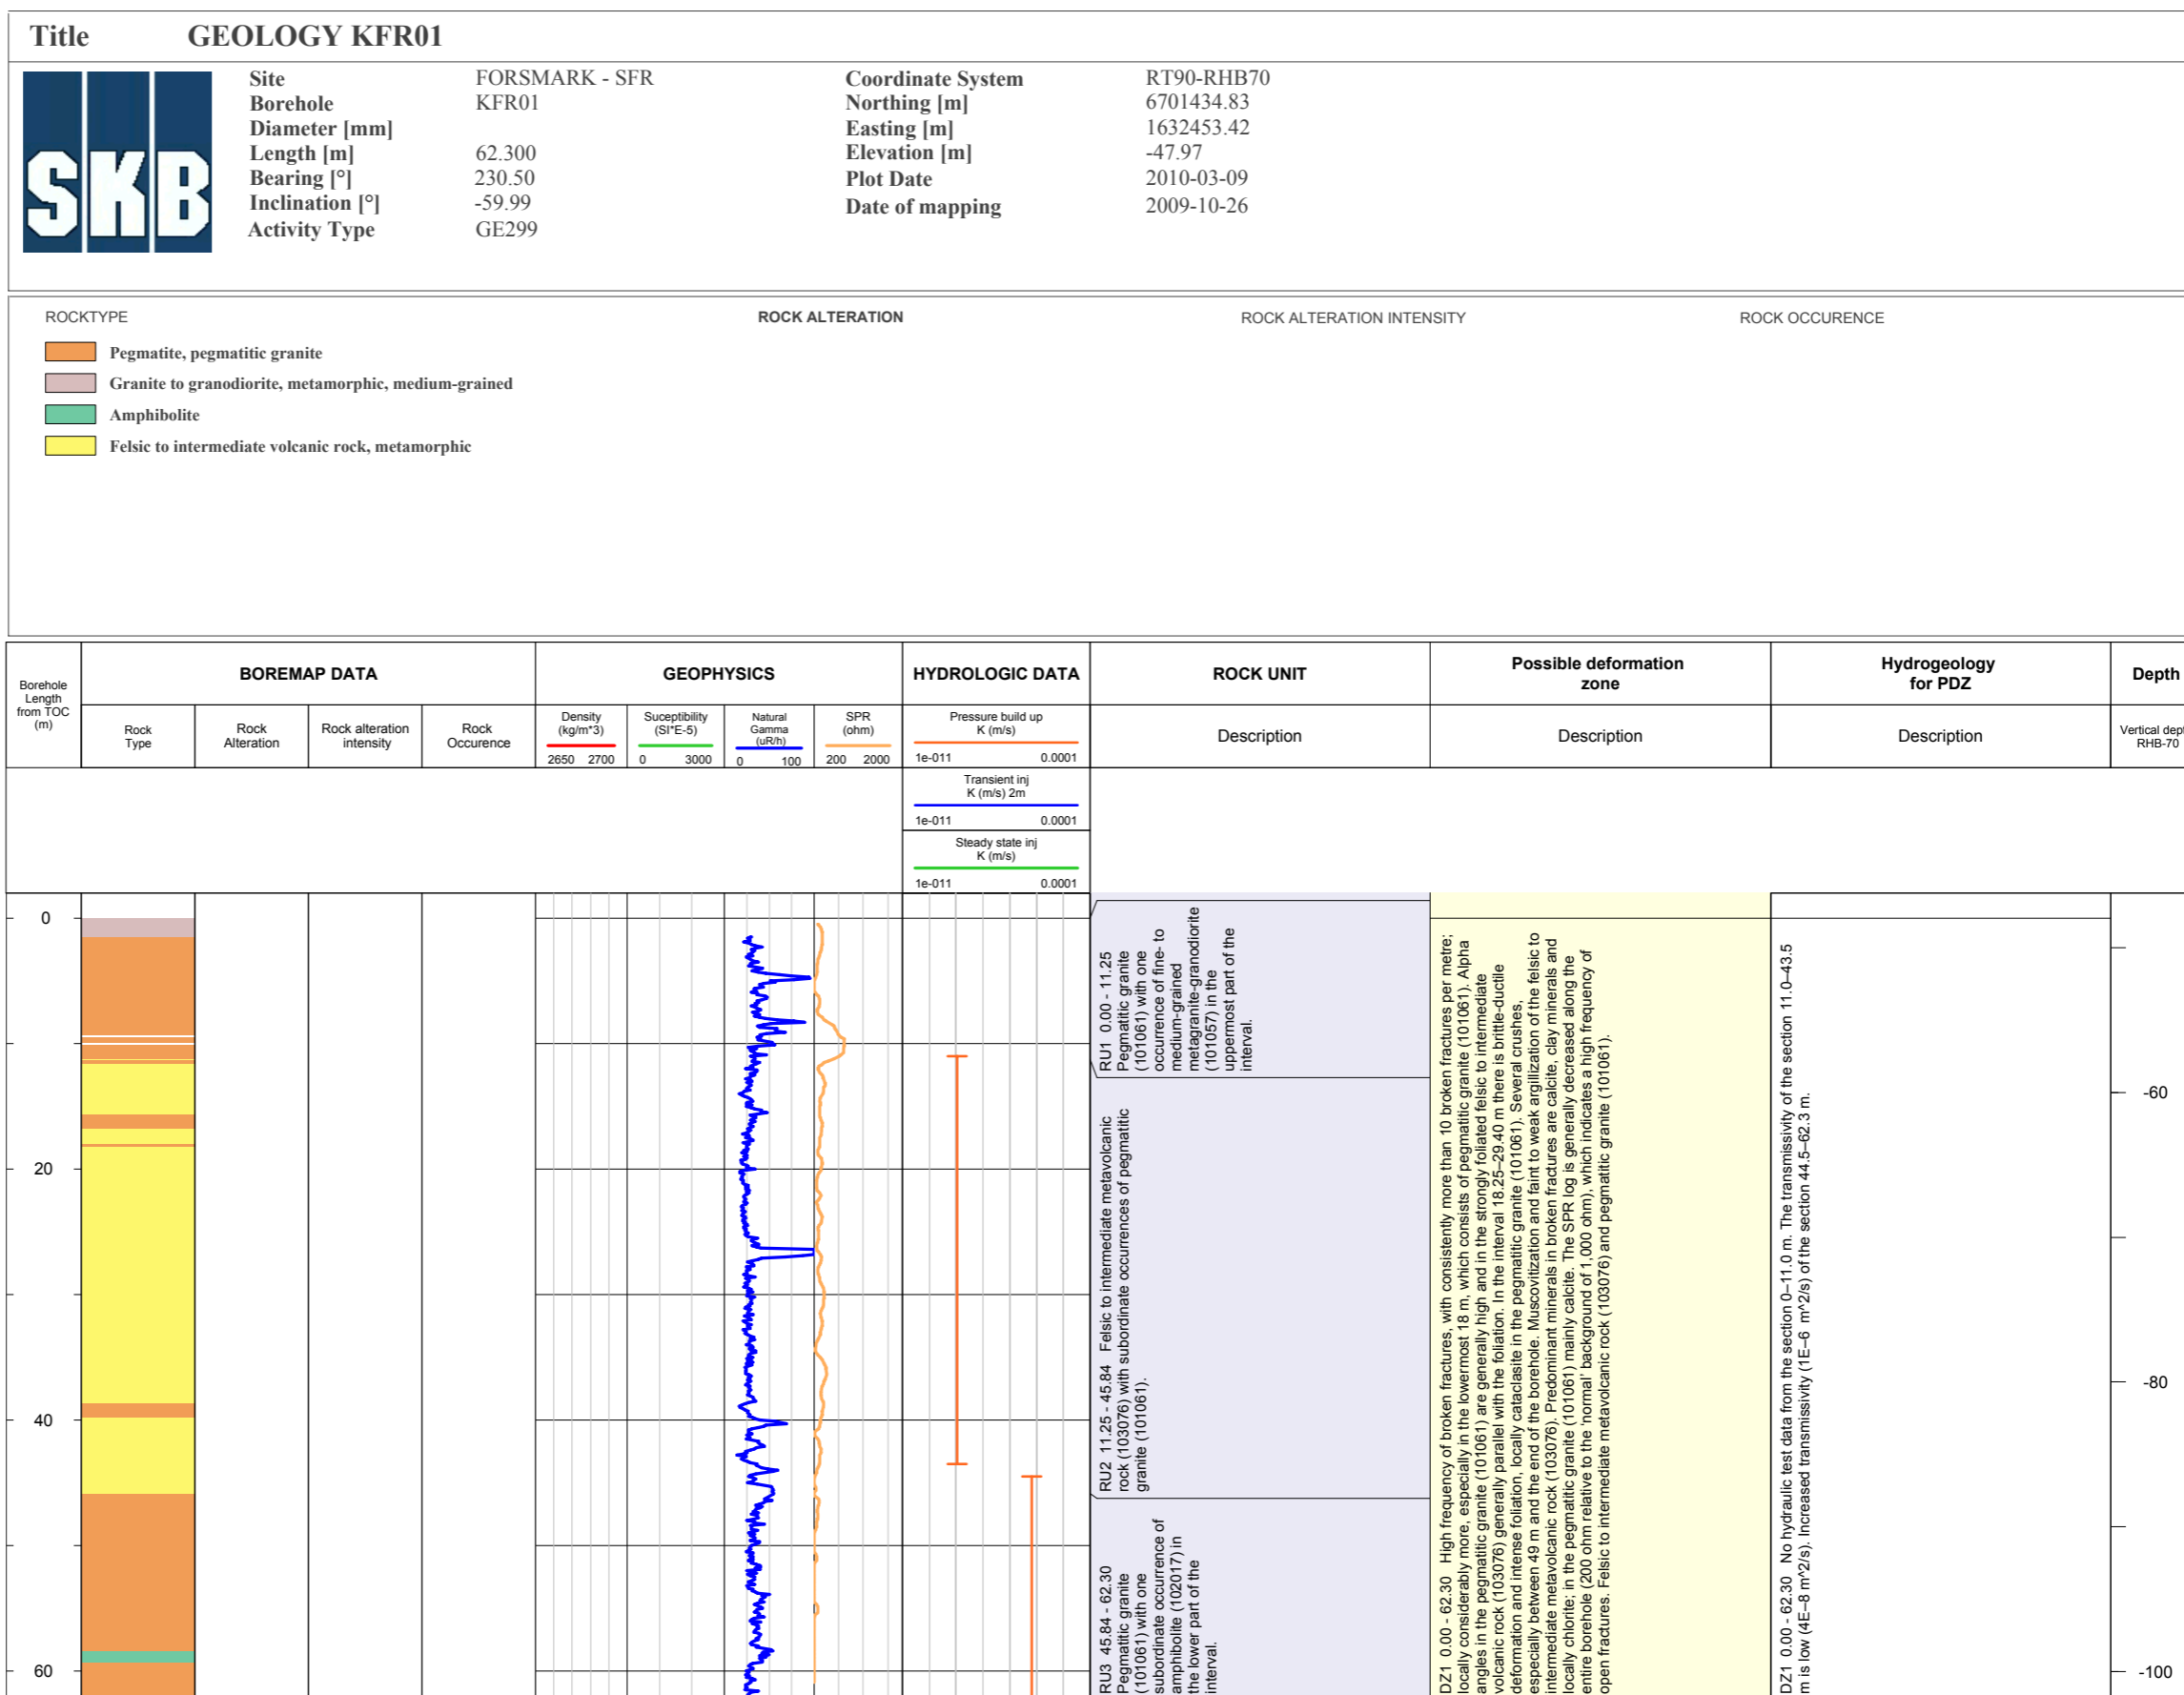 Title GEOLOGY KFR01
SKB
Site FORSMARK - SFR
Borehole KFR01
Diameter [mm]
Length [m] 62.300
Bearing [°] 230.50
Inclination [°] -59.99
Activity Type GE299
Coordinate System RT90-RHB70
Northing [m] 6701434.83
Easting [m] 1632453.42
Elevation [m] -47.97
Plot Date 2010-03-09
Date of mapping 2009-10-26
ROCKTYPE
ROCK ALTERATION
ROCK ALTERATION INTENSITY
ROCK OCCURENCE
Pegmatite, pegmatitic granite
Granite to granodiorite, metamorphic, medium-grained
Amphibolite
Felsic to intermediate volcanic rock, metamorphic
Borehole
Length
from TOC
(m)
BOREMAP DATA
Rock
Type
Rock
Alteration
Rock alteration
intensity
Rock
Occurence
GEOPHYSICS
Density
(kg/m*3)
2650 2700
Suceptibility
(SI*E-5)
0 3000
Natural
Gamma
(uR/h)
0 100
SPR
(ohm)
200 2000
HYDROLOGIC DATA
Pressure build up
K (m/s)
1e-011 0.0001
Transient inj
K (m/s) 2m
1e-011 0.0001
Steady state inj
K (m/s)
1e-011 0.0001
ROCK UNIT
Description
Possible deformation
zone
Description
Hydrogeology
for PDZ
Description
Depth
Vertical dept
RHB-70
0
20
40
60
RU1 0.00 - 11.25
Pegmatitic granite
(101061) with one
occurrence of fine- to
medium-grained
metagranite-granodiorite
(101057) in the
uppermost part of the
interval.
RU2 11.25 - 45.84 Felsic to intermediate metavolcanic
rock (103076) with subordinate occurrences of pegmatitic
granite (101061).
RU3 45.84 - 62.30
Pegmatitic granite
(101061) with one
subordinate occurrence of
amphibolite (102017) in
the lower part of the
interval.
DZ1 0.00 - 62.30 High frequency of broken fractures, with consistently more than 10 broken fractures per metre;
locally considerably more, especially in the lowermost 18 m, which consists of pegmatitic granite (101061). Alpha
angles in the pegmatitic granite (101061) are generally high and in the strongly foliated felsic to intermediate
volcanic rock (103076) generally parallel with the foliation. In the interval 18.25–29.40 m there is brittle-ductile
deformation and intense foliation, locally cataclasite in the pegmatitic granite (101061). Several crushes,
especially between 49 m and the end of the borehole. Muscovitization and faint to weak argillization of the felsic to
intermediate metavolcanic rock (103076). Predominant minerals in broken fractures are calcite, clay minerals and
locally chlorite; in the pegmatitic granite (101061) mainly calcite. The SPR log is generally decreased along the
entire borehole (200 ohm relative to the 'normal' background of 1,000 ohm), which indicates a high frequency of
open fractures. Felsic to intermediate metavolcanic rock (103076) and pegmatitic granite (101061).
DZ1 0.00 - 62.30 No hydraulic test data from the section 0–11.0 m. The transmissivity of the section 11.0–43.5
m is low (4E–8 m^2/s). Increased transmissivity (1E–6 m^2/s) of the section 44.5–62.3 m.
-60
-80
-100